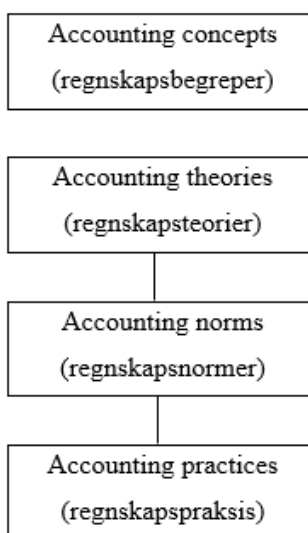 Accounting concepts
(regnskapsbegreper)
Accounting theories
(regnskapsteorier)
Accounting norms
(regnskapsnormer)
Accounting practices
(regnskapspraksis)